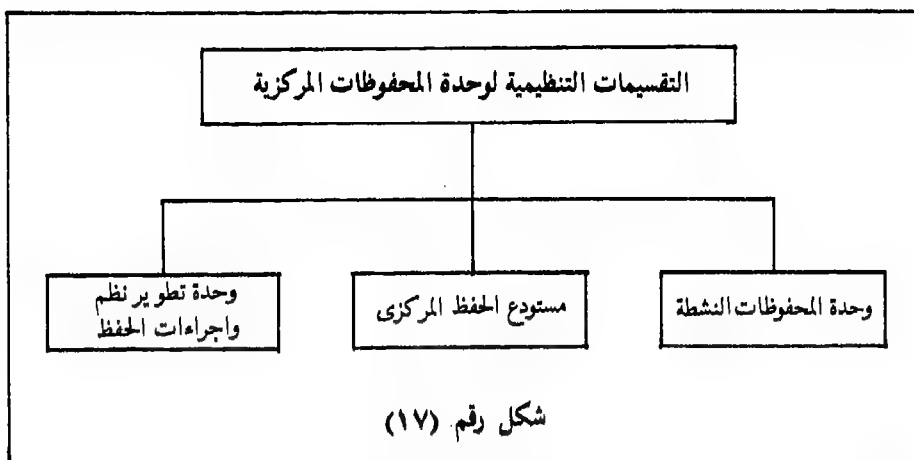 التقسيمات التنظيمية لوحدة المحفوظات المركزية
وحدة المحفوظات النشطة
مستودع الحفظ المركزى
وحدة تطوير نظم
واجراءات الحفظ
شكل رقم (١٧)